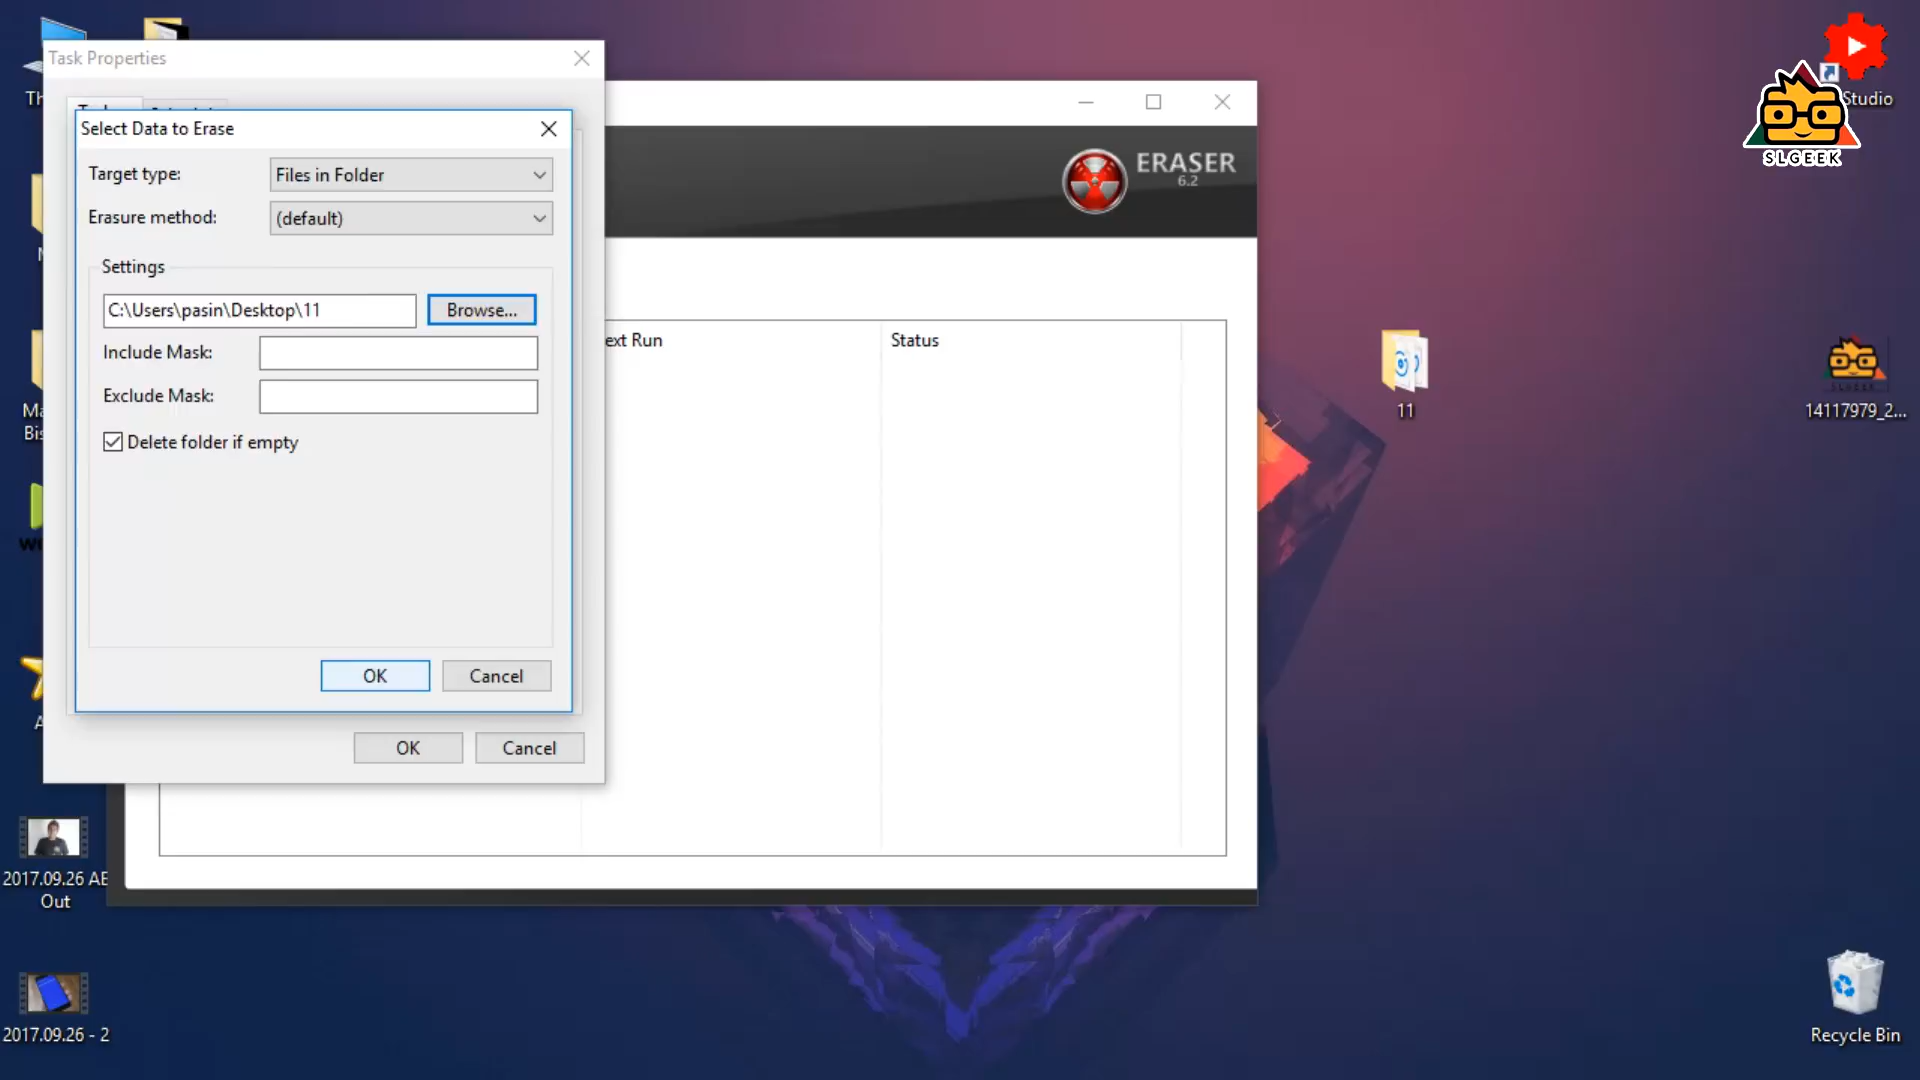 Task Properties
Select Data to Erase
Target type:
Files in Folder
Erasure method:
(default)
Settings
C:\Users\pasin\Desktop\11
Browse...
Include Mask:
Exclude Mask:
Delete folder if empty
OK
Cancel
OK
Cancel
ERASER
6.2
ext Run
Status
Studio
SLGEEK
11
14117979_2...
2017.09.26 AE
Out
2017.09.26 - 2
Recycle Bin